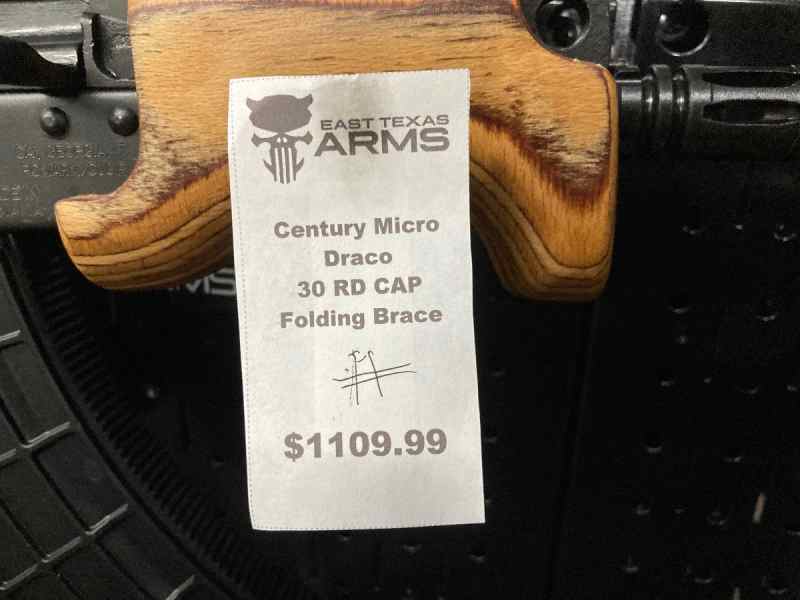 EAST TEXAS
ARMS
Century Micro
Draco
30 RD CAP
Folding Brace
$1109.99